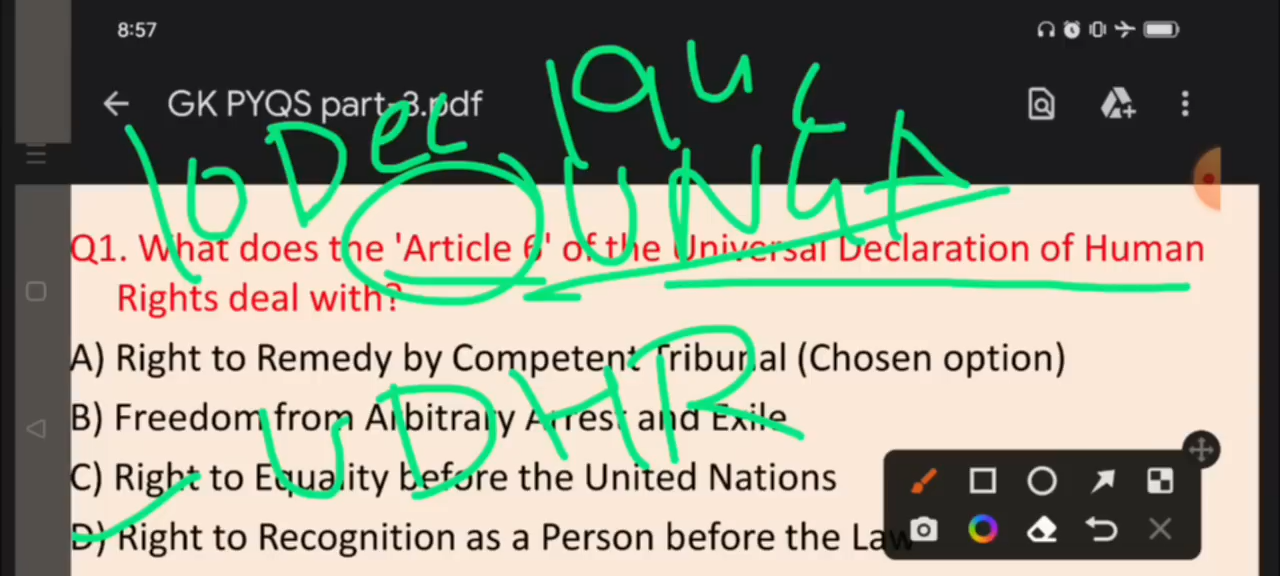 8:57
GK PYQS part-3.pdf
10 Dec 1948
UNGA
Q1. What does the 'Article 6' of the Universal Declaration of Human
Rights deal with?
A) Right to Remedy by Competent Tribunal (Chosen option)
B) Freedom from Arbitrary Arrest and Exile
UDHR
C) Right to Equality before the United Nations
D) Right to Recognition as a Person before the Law